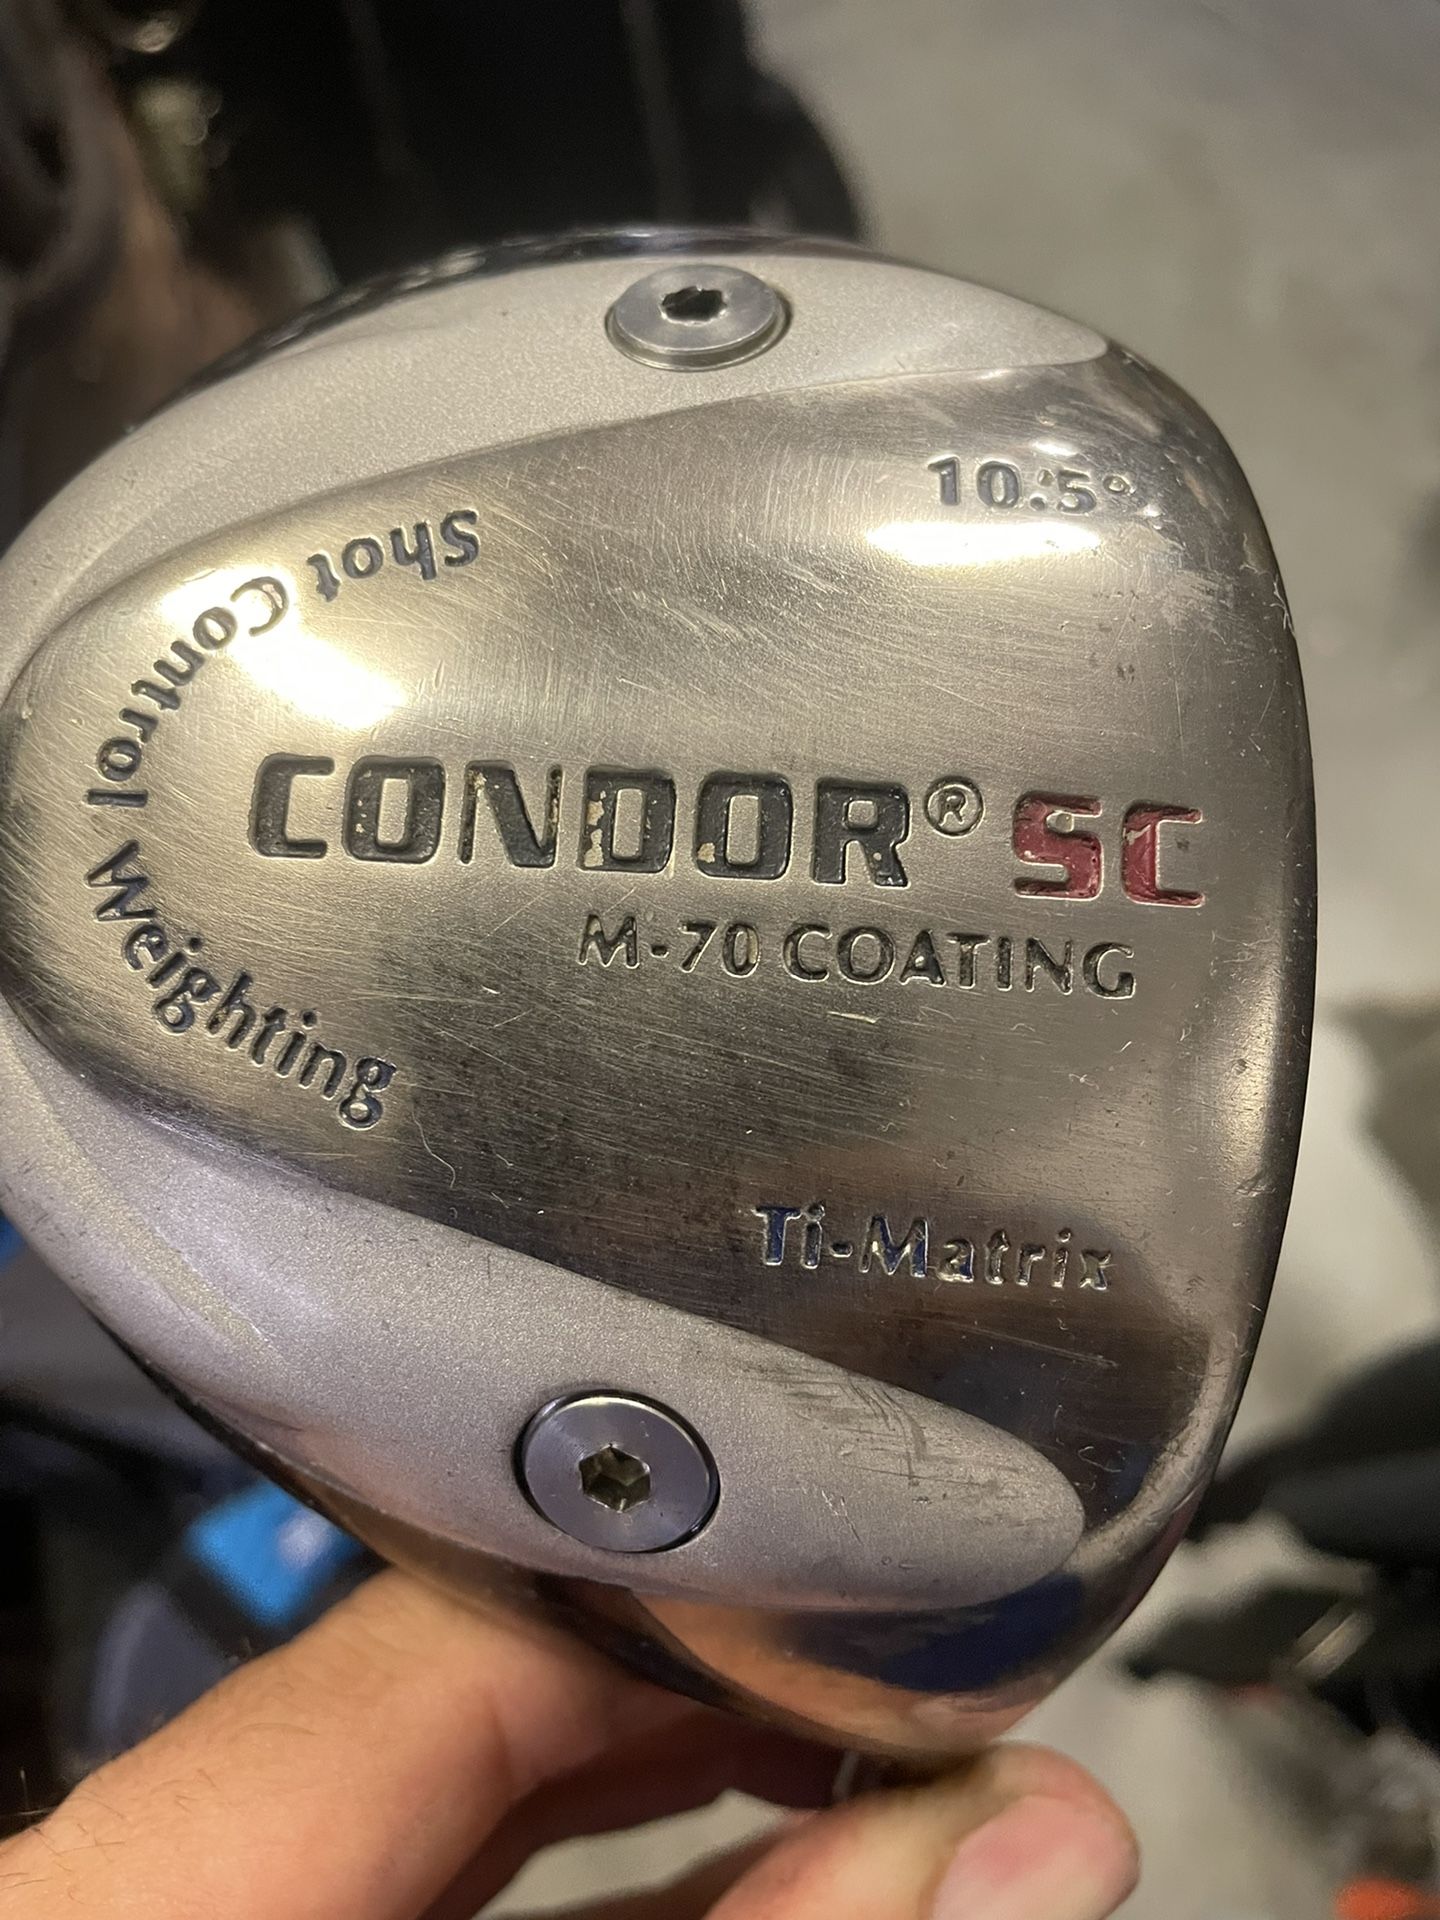 10.5°
Shot Control Weighting
CONDOR® SC
M-70 COATING
Ti-Matrix